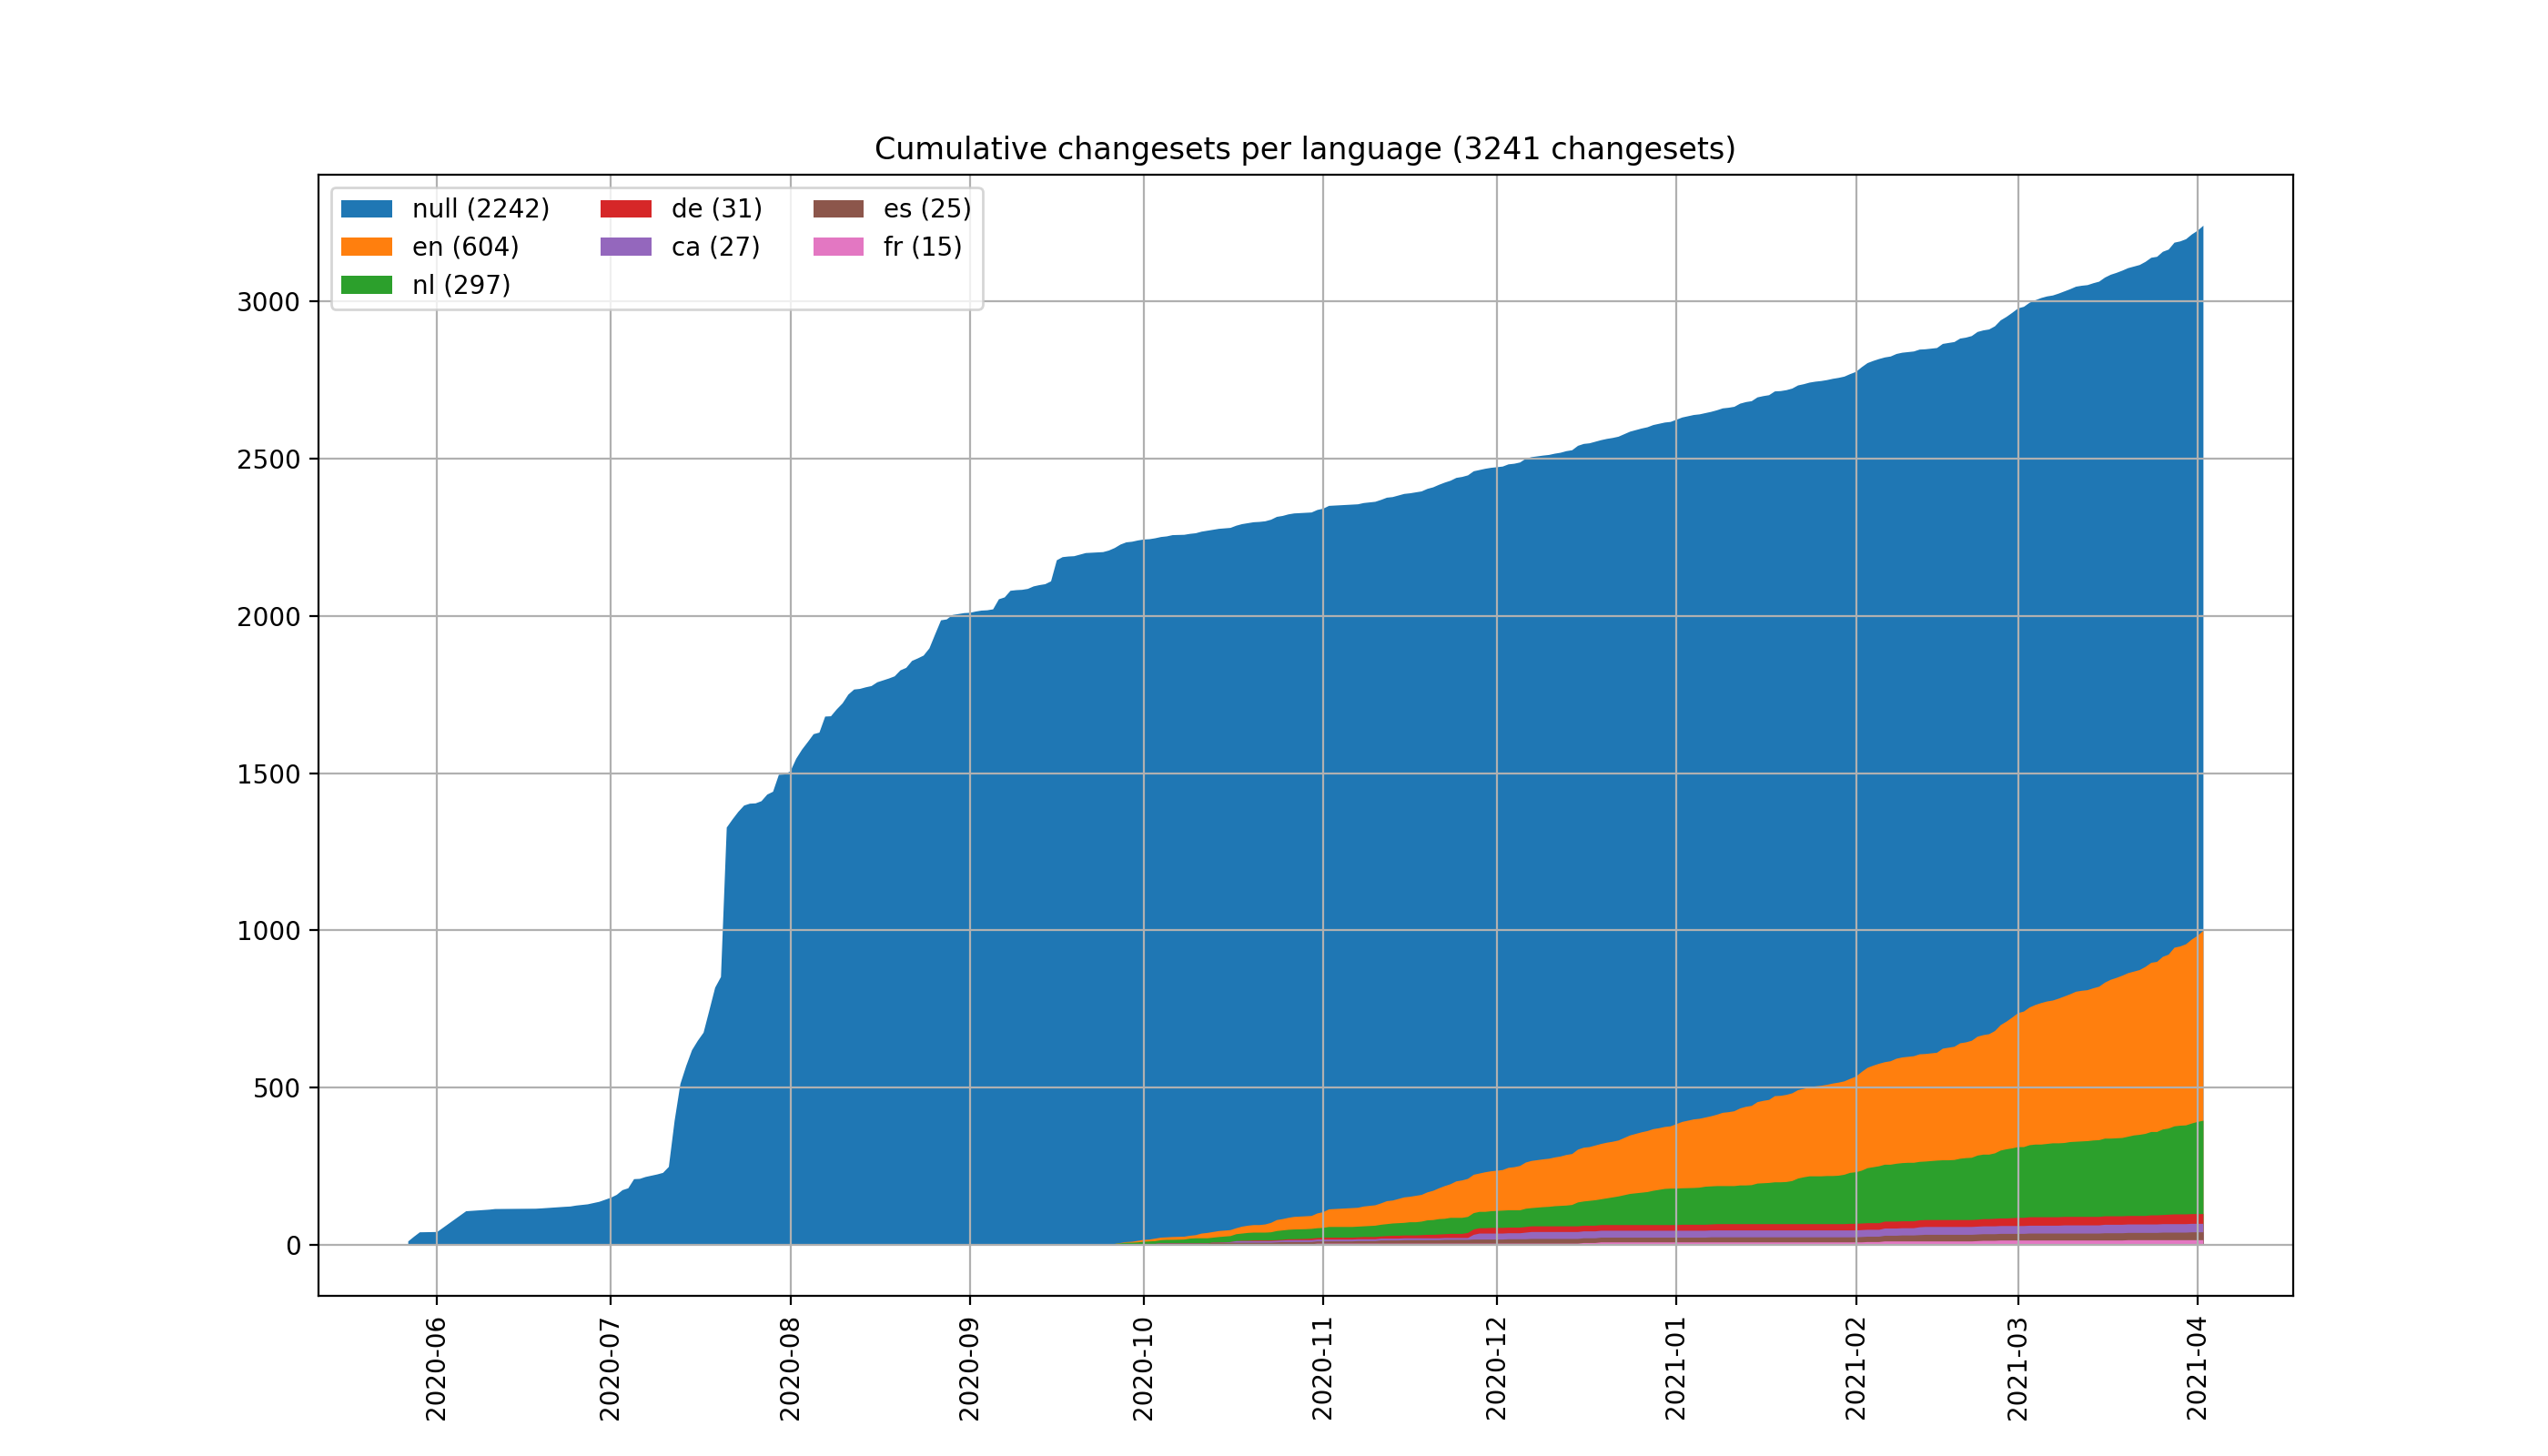 Cumulative changesets per language (3241 changesets)
null (2242)
en (604)
nl (297)
de (31)
ca (27)
es (25)
fr (15)
3000
2500
2000
1500
1000
500
0
2020-06
2020-07
2020-08
2020-09
2020-10
2020-11
2020-12
2021-01
2021-02
2021-03
2021-04